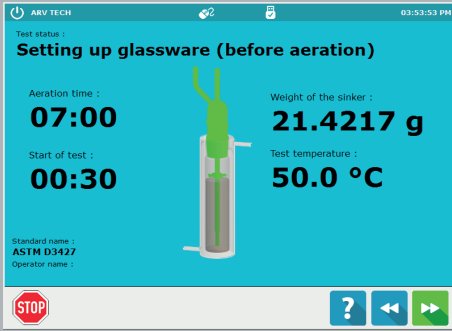 ARV TECH 2 03:53:53 PM
Test status :
Setting up glassware (before aeration)
Aeration time :
07:00
Weight of the sinker :
21.4217 g
Start of test :
00:30
Test temperature :
50.0 °C
Standard name :
ASTM D3427
Operator name :
STOP
?